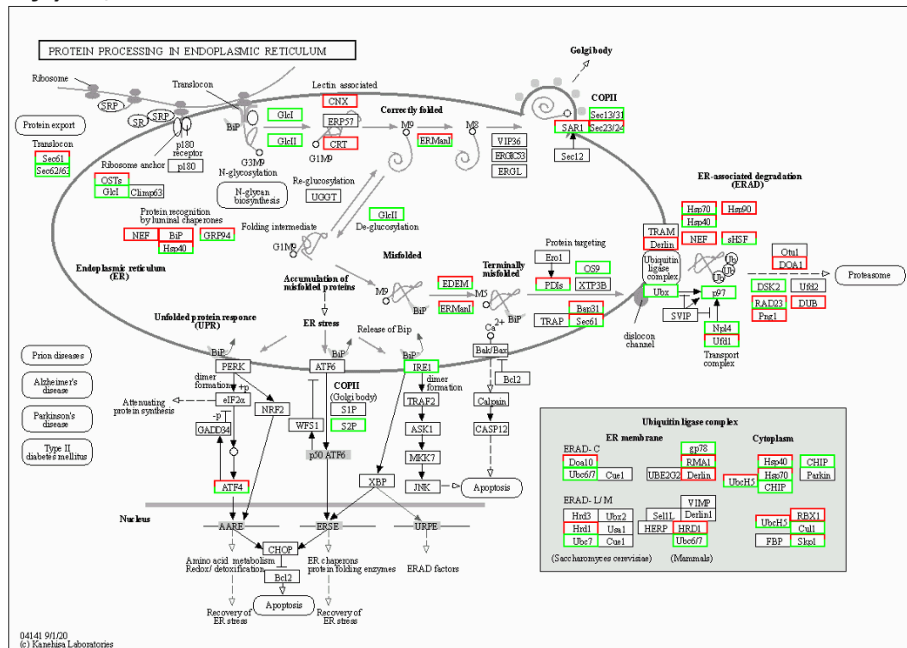 PROTEIN PROCESSING IN ENDOPLASMIC RETICULUM
Golgi body
Ribosome
Translocon
Lectin associated
COPII
SRP
SRP
SR
Protein export
Translocon
Sec61
Sec62/63
Ribosome anchor
p180
receptor
p180
OSTs
GlcI
Climp63
BiP
G3M9
N-glycosylation
N-glycan
biosynthesis
GlcI
GlcII
CNX
ERP57
CRT
G1M9
Re-glucosylation
UGGT
Correctly folded
M9
ERManI
M8
VIP36
ERGIC53
ERGL
SAR1
Sec13/31
Sec23/24
Sec12
Protein recognition
by luminal chaperones
NEF
BiP
Hsp40
GRP94
Folding intermediate
G1M9
GlcII
De-glucosylation
Misfolded
Endoplasmic reticulum
(ER)
Accumulation of
misfolded proteins
ER stress
Unfolded protein responce
(UPR)
Release of Bip
M9
BiP
EDEM
ERManI
M5
Terminally
misfolded
BiP
Ca2+
Protein targeting
Ero1
PDIs
OS9
XTP3B
TRAP
Bap31
Sec61
ER-associated degradation
(ERAD)
Hsp70
Hsp90
Hsp40
NEF
sHSF
TRAM
Derlin
Ubiquitin
ligase
complex
Ubx
dislocon
channel
SVIP
p97
Npl4
Ufd1
Transport
complex
Ub
Ub
Ub
Otu1
DOA1
DSK2
Ufd2
RAD23
DUB
Png1
Proteasome
Prion diseases
Alzheimer's
disease
Parkinson's
disease
Type II
diabetes mellitus
BiP
BiP
BiP
PERK
ATF6
IRE1
Bak/Bax
Bcl2
dimer
formation
+p
eIF2α
Attenuating
protein synthesis
-p
GADD34
NRF2
ATF4
COPII
(Golgi body)
WFS1
S1P
S2P
p50 ATF6
dimer
formation
TRAF2
ASK1
MKK7
JNK
Calpain
CASP12
Apoptosis
XBP
Nucleus
AARE
ERSE
URPE
CHOP
Bcl2
Apoptosis
Amino acid metabolism
Redox/ detoxification
ER chaperons
protein folding enzymes
ERAD factors
Recovery of
ER stress
Recovery of
ER stress
Ubiquitin ligase complex
ER membrane
Cytoplasm
ERAD- C
Doa10
Ubc6/7
Cue1
gp78
RMA1
UBE2G2
Derlin
Hsp40
CHIP
UbcH5
Hsp70
Parkin
CHIP
ERAD- L/M
Hrd3
Ubx2
Hrd1
Usa1
Ubc7
Cue1
VIMP
Sel1L
Derlin1
HERP
HRD1
Ubc6/7
UbcH5
RBX1
Cul1
FBP
Skp1
(Saccharomyces cerevisiae)
(Mammals)
04141 9/1/20
(c) Kanehisa Laboratories